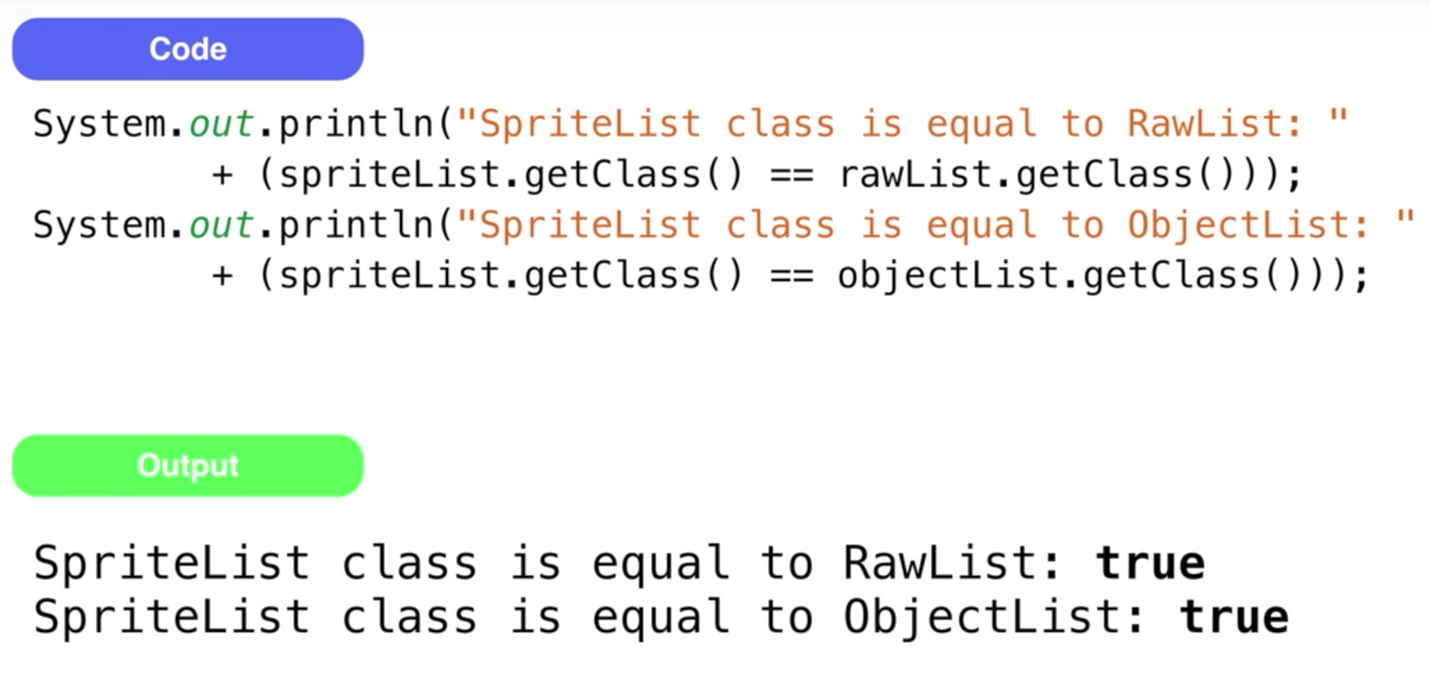 Code
System.out.println("SpriteList class is equal to RawList: "
+ (spriteList.getClass() == rawList.getClass()));
System.out.println("SpriteList class is equal to ObjectList: "
+ (spriteList.getClass() == objectList.getClass()));
Output
SpriteList class is equal to RawList: true
SpriteList class is equal to ObjectList: true